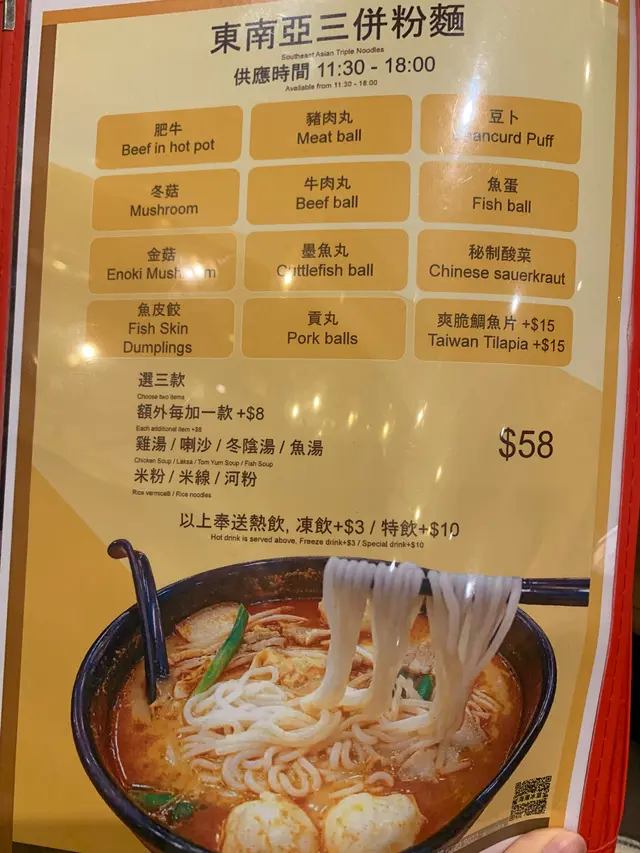 東南亞三併粉麵
Southeast Asian Triple Noodles
供應時間 11:30 - 18:00
Available from 11:30 - 18:00
肥牛
Beef in hot pot
豬肉丸
Meat ball
豆卜
Puff
冬菇
Mushroom
牛肉丸
Beef ball
魚蛋
Fish ball
金菇
Enoki
墨魚丸
Cuttlefish ball
秘制酸菜
Chinese sauerkraut
魚皮餃
Fish Skin
Dumplings
貢丸
Pork balls
爽脆鯛魚片 +$15
Taiwan Tilapia +$15
選三款
Choose two items
額外每加一款 +$8
Each additional item +$8
雞湯 / 喇沙 / 冬陰湯 / 魚湯
Chicken Soup / Laksa / Tom Yum Soup / Fish Soup
米粉 / 米線 / 河粉
Rice vermicelli / Rice noodles
$58
以上奉送熱飲, 凍飲+$3 / 特飲+$10
Hot drink is served above, Freeze drink+$3 / Special drink+$10